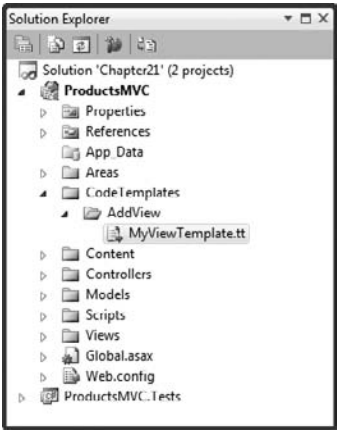 Solution Explorer
Solution 'Chapter21' (2 projects)
ProductsMVC
Properties
References
App_Data
Areas
CodeTemplates
AddView
MyViewTemplate.tt
Content
Controllers
Models
Scripts
Views
Global.asax
Web.config
ProductsMVC.Tests